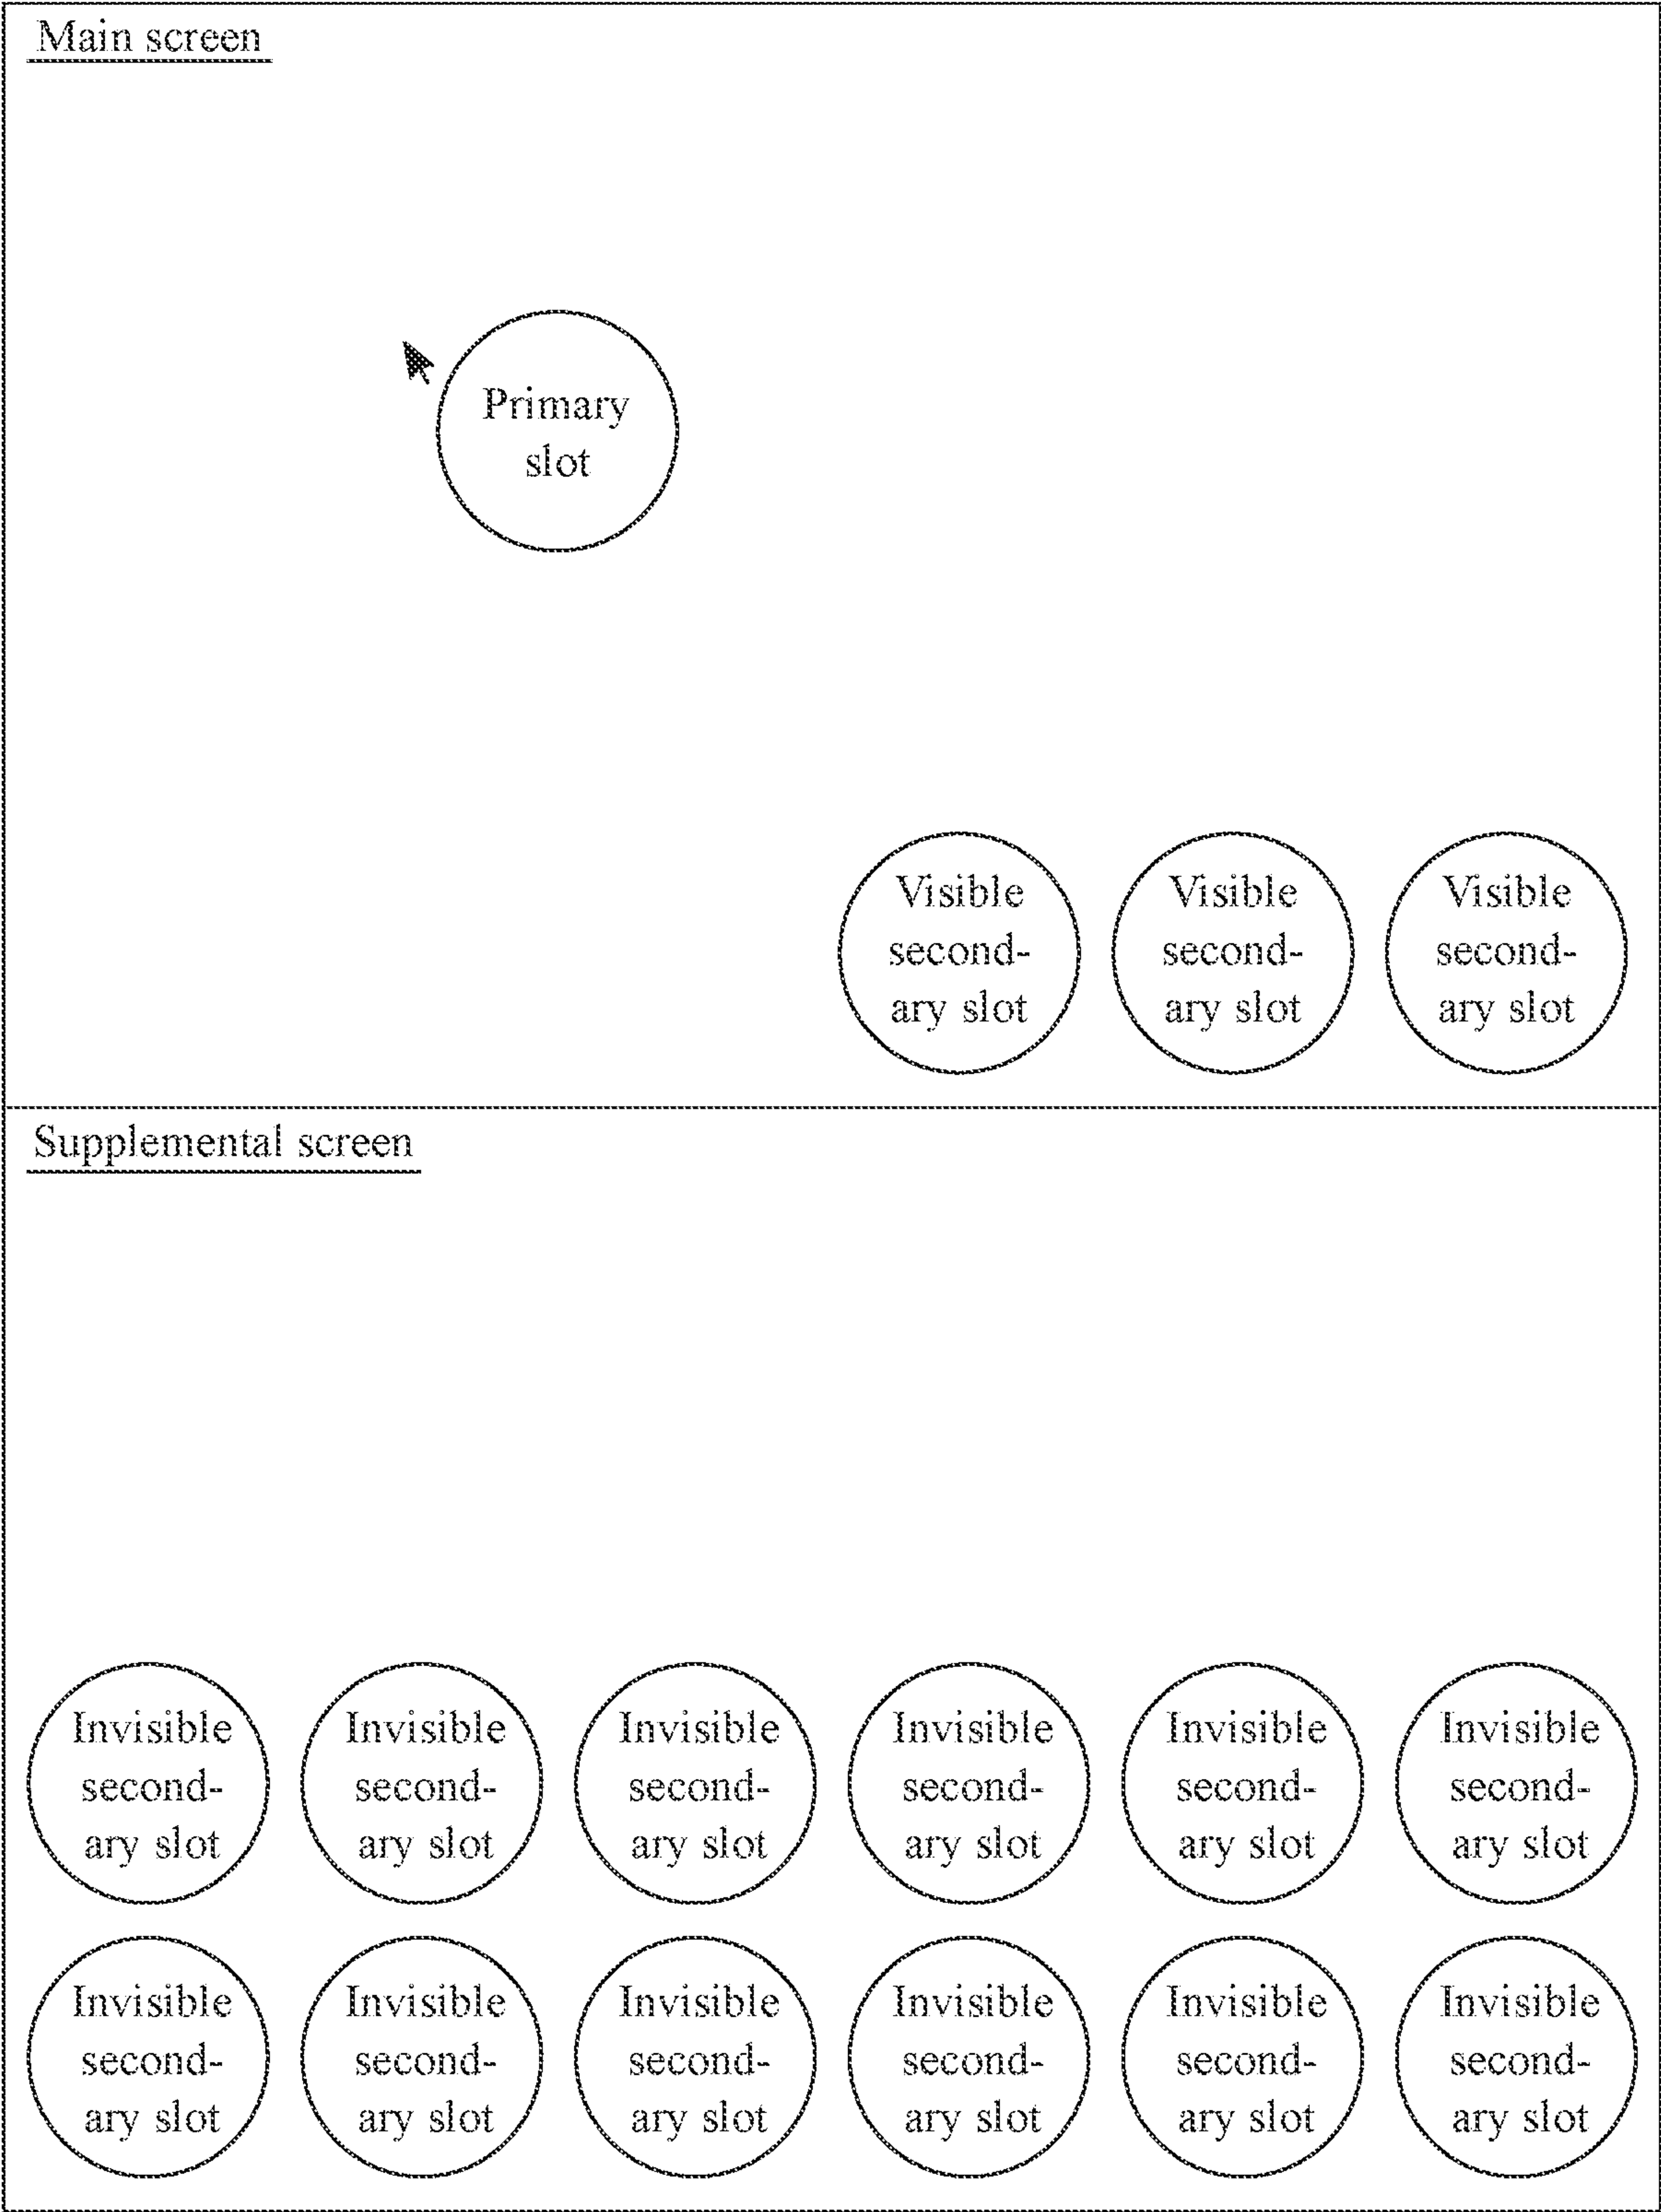 Main screen
Primary
slot
Visible Visible Visible
second- second- second-
ary slot ary slot ary slot
Supplemental screen
Invisible Invisible Invisible Invisible Invisible Invisible
second- second- second- second- second- second-
ary slot ary slot ary slot ary slot ary slot ary slot
Invisible Invisible Invisible Invisible Invisible Invisible
second- second- second- second- second- second-
ary slot ary slot ary slot ary slot ary slot ary slot